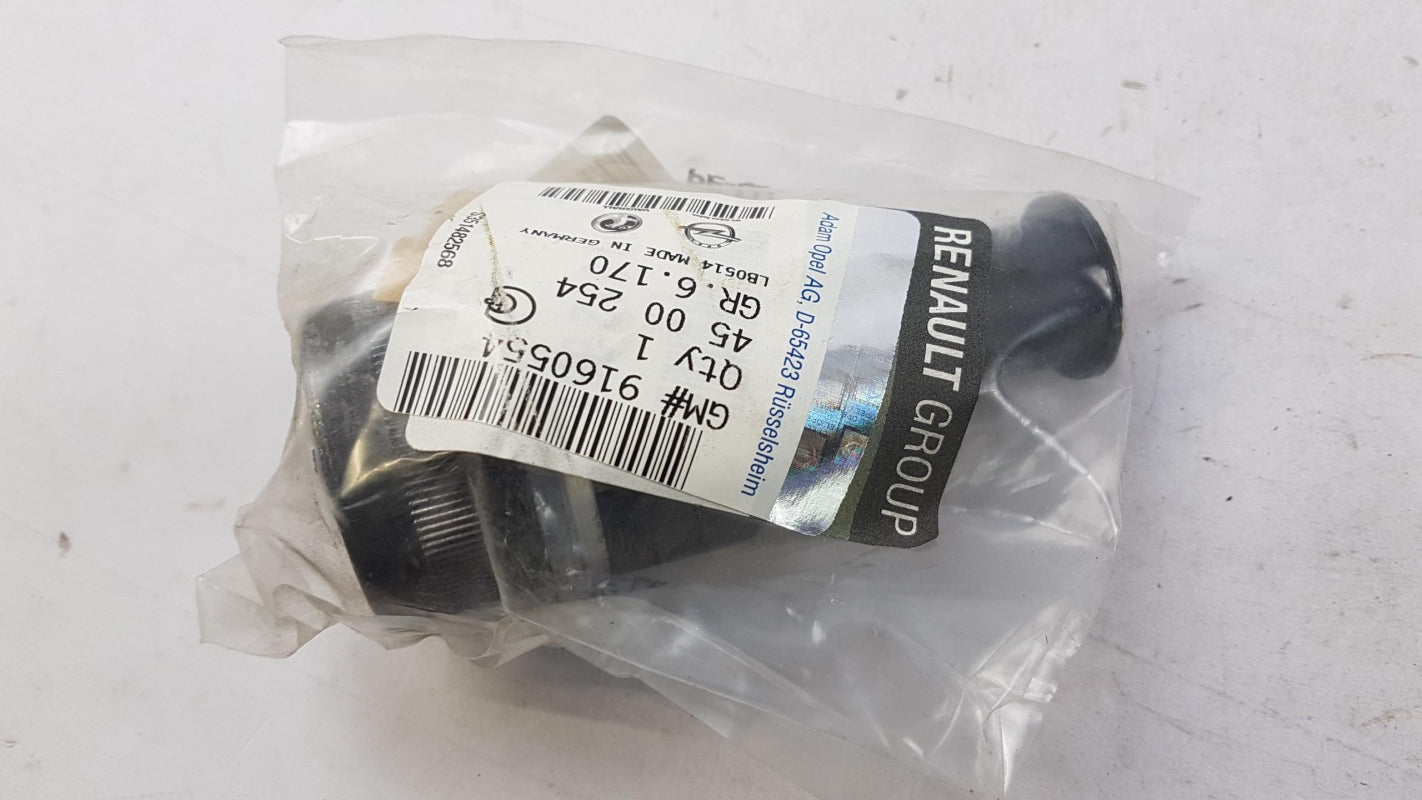 RENAULT GROUP
Adam Opel AG, D-65423 Rüsselsheim
GM# 9160554
Qty 1
45 00 254
GR. 6.170
LB0514 MADE IN GERMANY
VAUXHALL